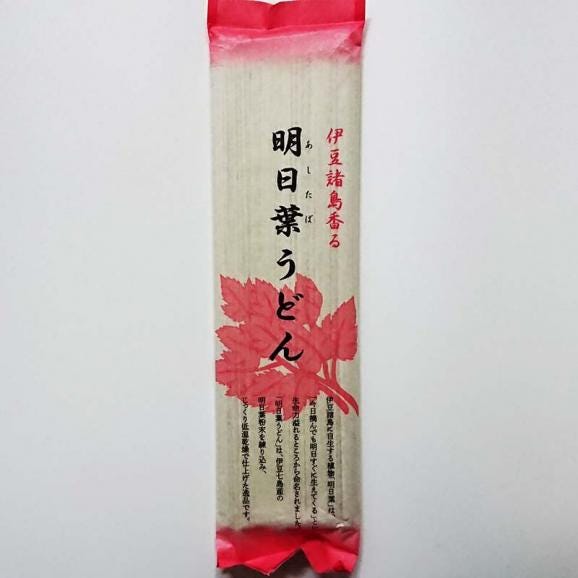 伊豆諸島香る
あしたば
明日葉うどん
伊豆諸島に自生する植物「明日葉」は、
「今日摘んでも明日すぐに生えてくる」と
生命力溢れるところから命名されました。
「明日葉うどん」は、伊豆七島産の
明日葉粉末を練り込み、
じっくり低温乾燥で仕上げた逸品です。